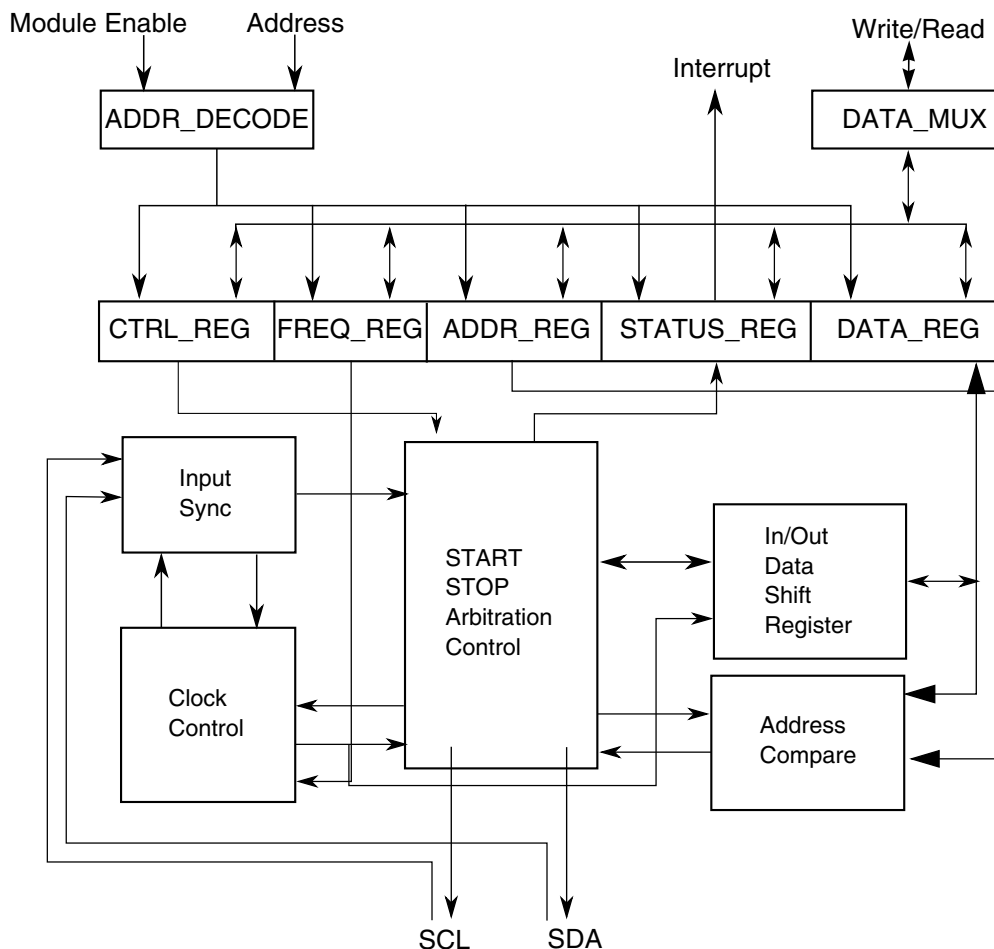 Module Enable
Address
Write/Read
Interrupt
ADDR_DECODE
DATA_MUX
CTRL_REG
FREQ_REG
ADDR_REG
STATUS_REG
DATA_REG
Input
Sync
START
STOP
Arbitration
Control
In/Out
Data
Shift
Register
Clock
Control
Address
Compare
SCL
SDA